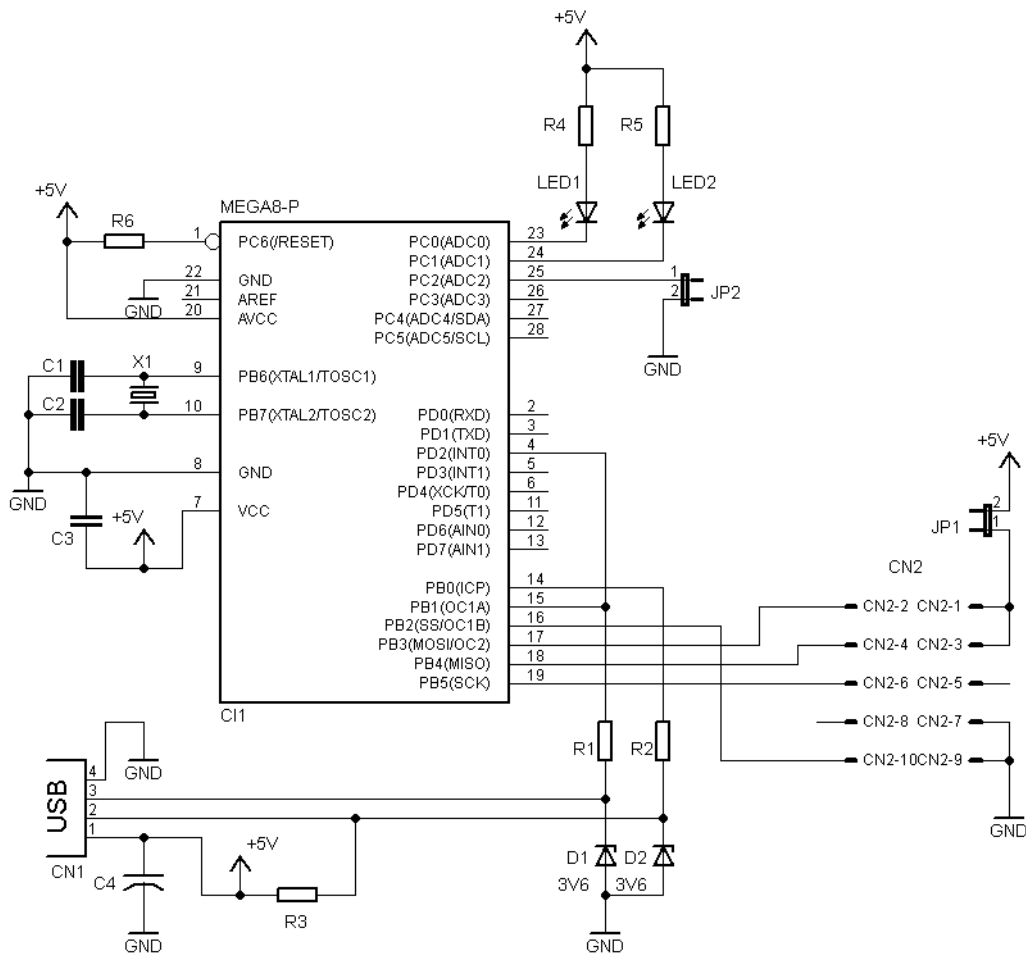 +5V
R4
R5
LED1
LED2
+5V
R6
MEGA8-P
1
PC6(/RESET)
22
GND
21
AREF
20
AVCC
GND
9
PB6(XTAL1/TOSC1)
10
PB7(XTAL2/TOSC2)
8
GND
7
VCC
C1
X1
C2
GND
C3
+5V
PC0(ADC0)
23
PC1(ADC1)
24
PC2(ADC2)
25
PC3(ADC3)
26
PC4(ADC4/SDA)
27
PC5(ADC5/SCL)
28
1
2
JP2
GND
PD0(RXD)
2
PD1(TXD)
3
PD2(INT0)
4
PD3(INT1)
5
PD4(XCK/T0)
6
PD5(T1)
11
PD6(AIN0)
12
PD7(AIN1)
13
PB0(ICP)
14
PB1(OC1A)
15
PB2(SS/OC1B)
16
PB3(MOSI/OC2)
17
PB4(MISO)
18
PB5(SCK)
19
CI1
+5V
2
1
JP1
CN2
CN2-2 CN2-1
CN2-4 CN2-3
CN2-6 CN2-5
CN2-8 CN2-7
CN2-10CN2-9
GND
R1
R2
USB
4
3
2
1
CN1
GND
C4
GND
+5V
R3
D1
3V6
D2
3V6
GND